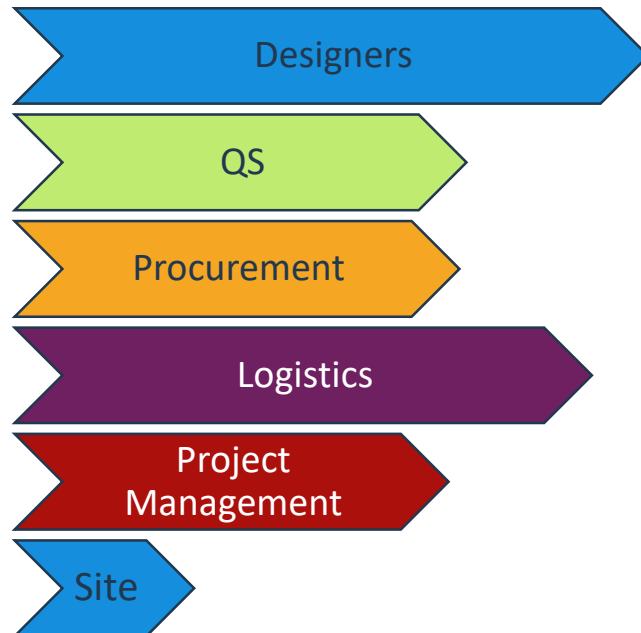 Designers
QS
Procurement
Logistics
Project
Management
Site